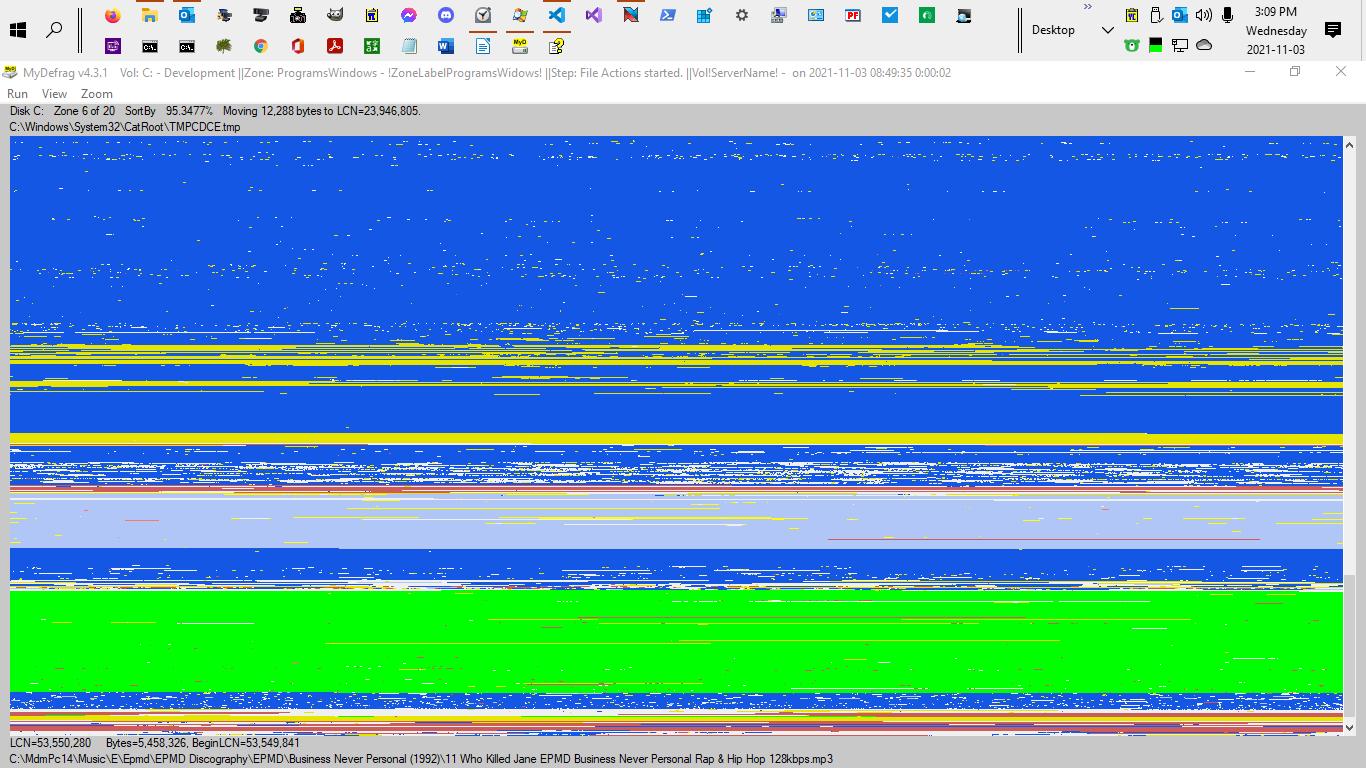 3:09 PM
Desktop
Wednesday
2021-11-03
MyDefrag v4.3.1 Vol: C: - Development ||Zone: ProgramsWindows - !ZoneLabelProgramsWidows! ||Step: File Actions started. ||Vol!ServerName! - on 2021-11-03 08:49:35 0:00:02
Run View Zoom
Disk C: Zone 6 of 20 SortBy 95.3477% Moving 12,288 bytes to LCN=23,946,805.
C:\Windows\System32\CatRoot\TMPCDCE.tmp
LCN=53,550,280 Bytes=5,458,326, BeginLCN=53,549,841
C:\MdmPc14\Music\E\Epmd\EPMD Discography\EPMD\Business Never Personal (1992)\11 Who Killed Jane EPMD Business Never Personal Rap & Hip Hop 128kbps.mp3